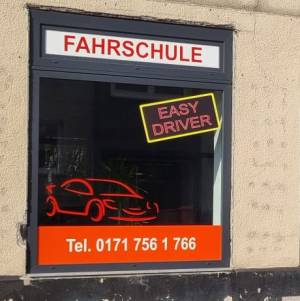 FAHRSCHULE
EASY
DRIVER
Tel. 0171 756 1 766